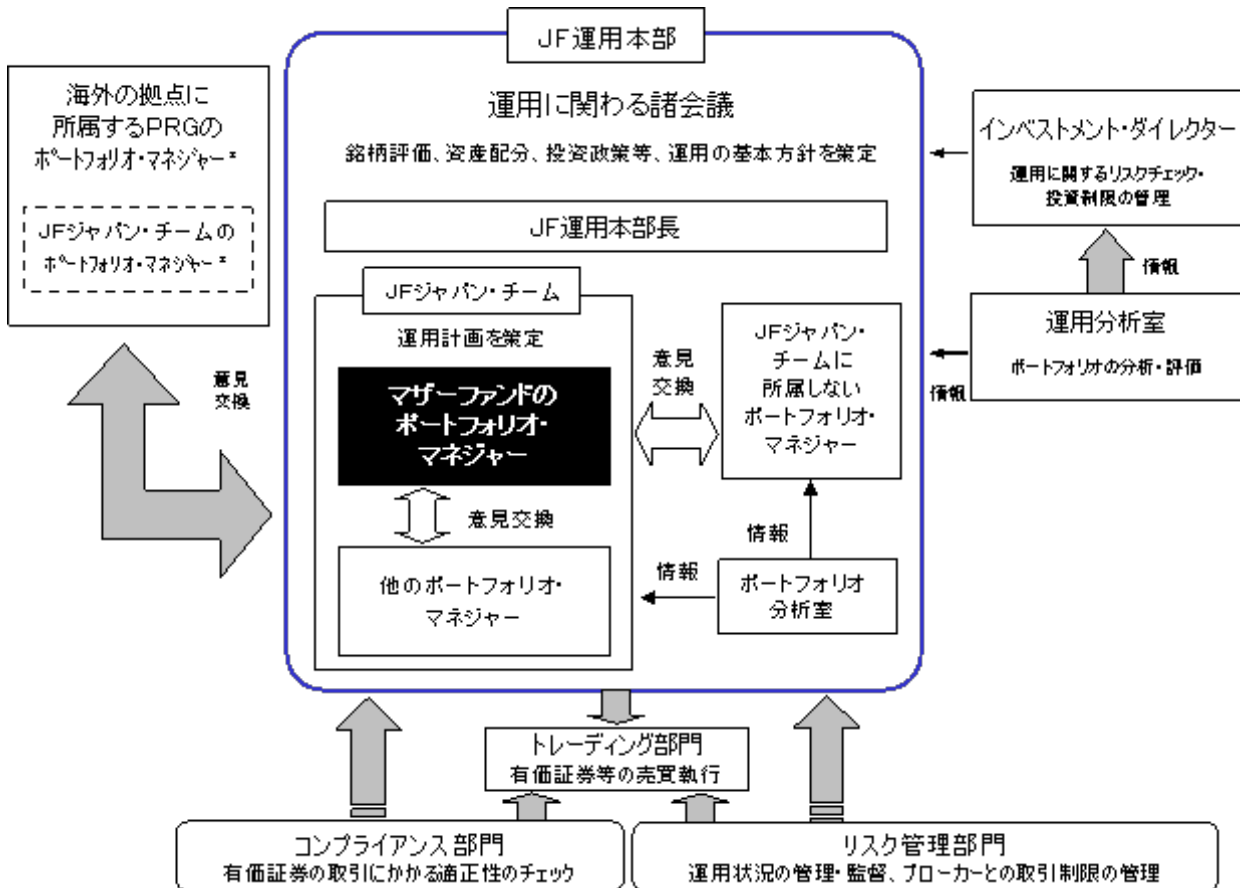 JF運用本部
海外の拠点に
所属するPRGの
ポートフォリオ・マネジャー*
JFジャパン・チームの
ポートフォリオ・マネジャー*
運用に関わる諸会議
銘柄評価、資産配分、投資政策等、運用の基本方針を策定
インベストメント・ダイレクター
運用に関するリスクチェック・
投資制限の管理
JF運用本部長
情報
運用分析室
ポートフォリオの分析・評価
情報
JFジャパン・チーム
運用計画を策定
マザーファンドの
ポートフォリオ・
マネジャー
意見
交換
意見
交換
JFジャパン・
チームに
所属しない
ポートフォリオ・
マネジャー
意見交換
他のポートフォリオ・
マネジャー
情報
情報
ポートフォリオ
分析室
トレーディング部門
有価証券等の売買執行
コンプライアンス部門
有価証券の取引にかかる適正性のチェック
リスク管理部門
運用状況の管理・監督、ブローカーとの取引制限の管理